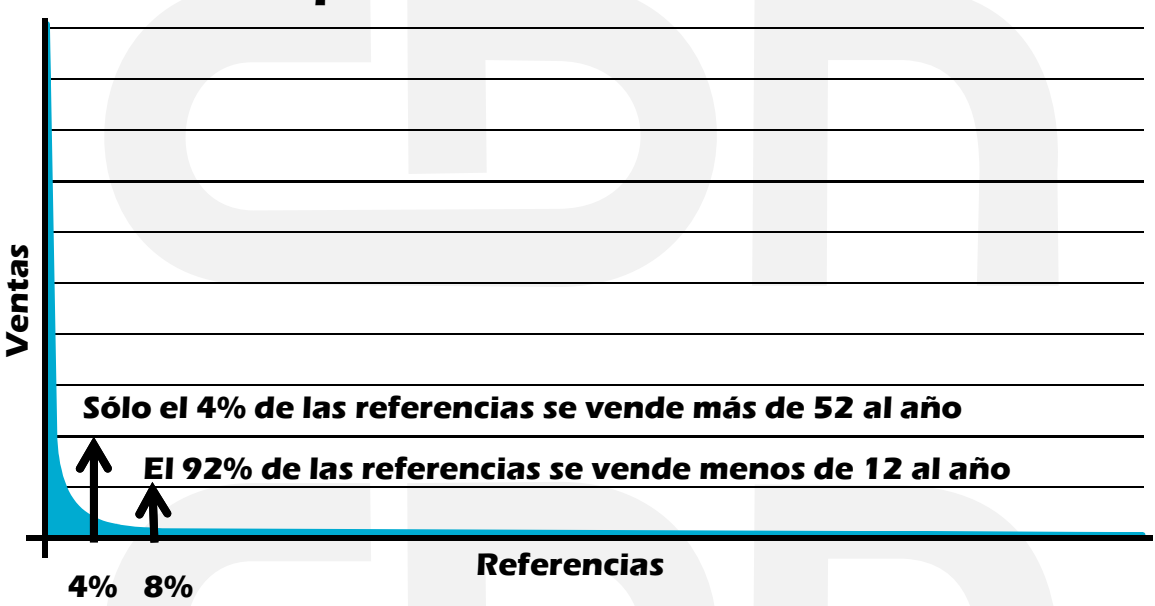 Ventas
Sólo el 4% de las referencias se vende más de 52 al año
El 92% de las referencias se vende menos de 12 al año
Referencias
4% 8%